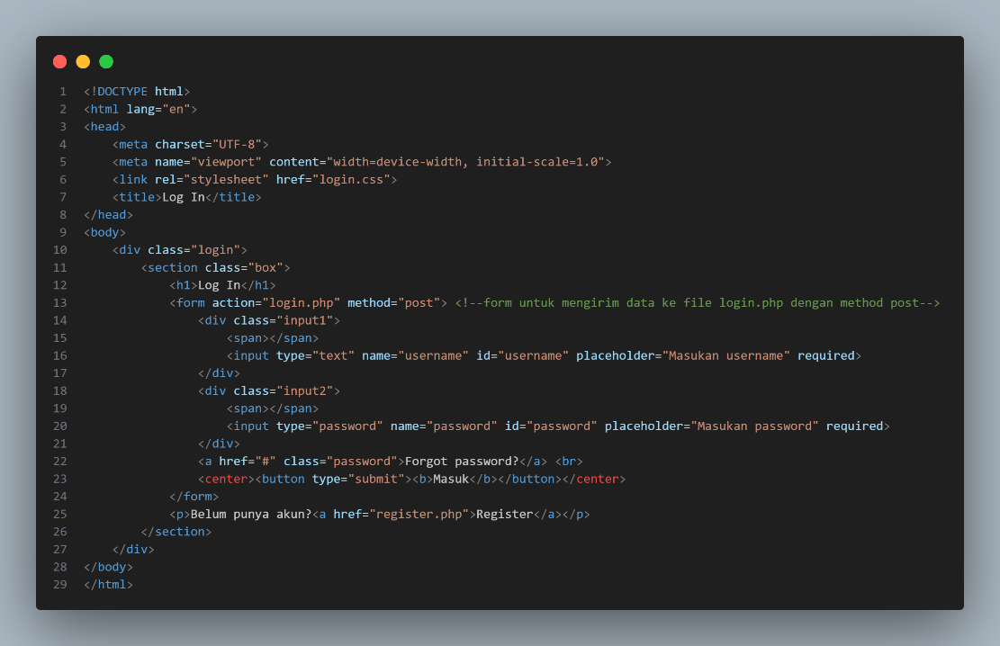 1 <!DOCTYPE html>
2 <html lang="en">
3 <head>
4     <meta charset="UTF-8">
5     <meta name="viewport" content="width=device-width, initial-scale=1.0">
6     <link rel="stylesheet" href="login.css">
7     <title>Log In</title>
8 </head>
9 <body>
10     <div class="login">
11         <section class="box">
12             <h1>Log In</h1>
13             <form action="login.php" method="post"> <!--form untuk mengirim data ke file login.php dengan method post-->
14                 <div class="input1">
15                     <span></span>
16                     <input type="text" name="username" id="username" placeholder="Masukan username" required>
17                 </div>
18                 <div class="input2">
19                     <span></span>
20                     <input type="password" name="password" id="password" placeholder="Masukan password" required>
21                 </div>
22                 <a href="#" class="password">Forgot password?</a> <br>
23                 <center><button type="submit"><b>Masuk</b></button></center>
24             </form>
25             <p>Belum punya akun?<a href="register.php">Register</a></p>
26         </section>
27     </div>
28 </body>
29 </html>